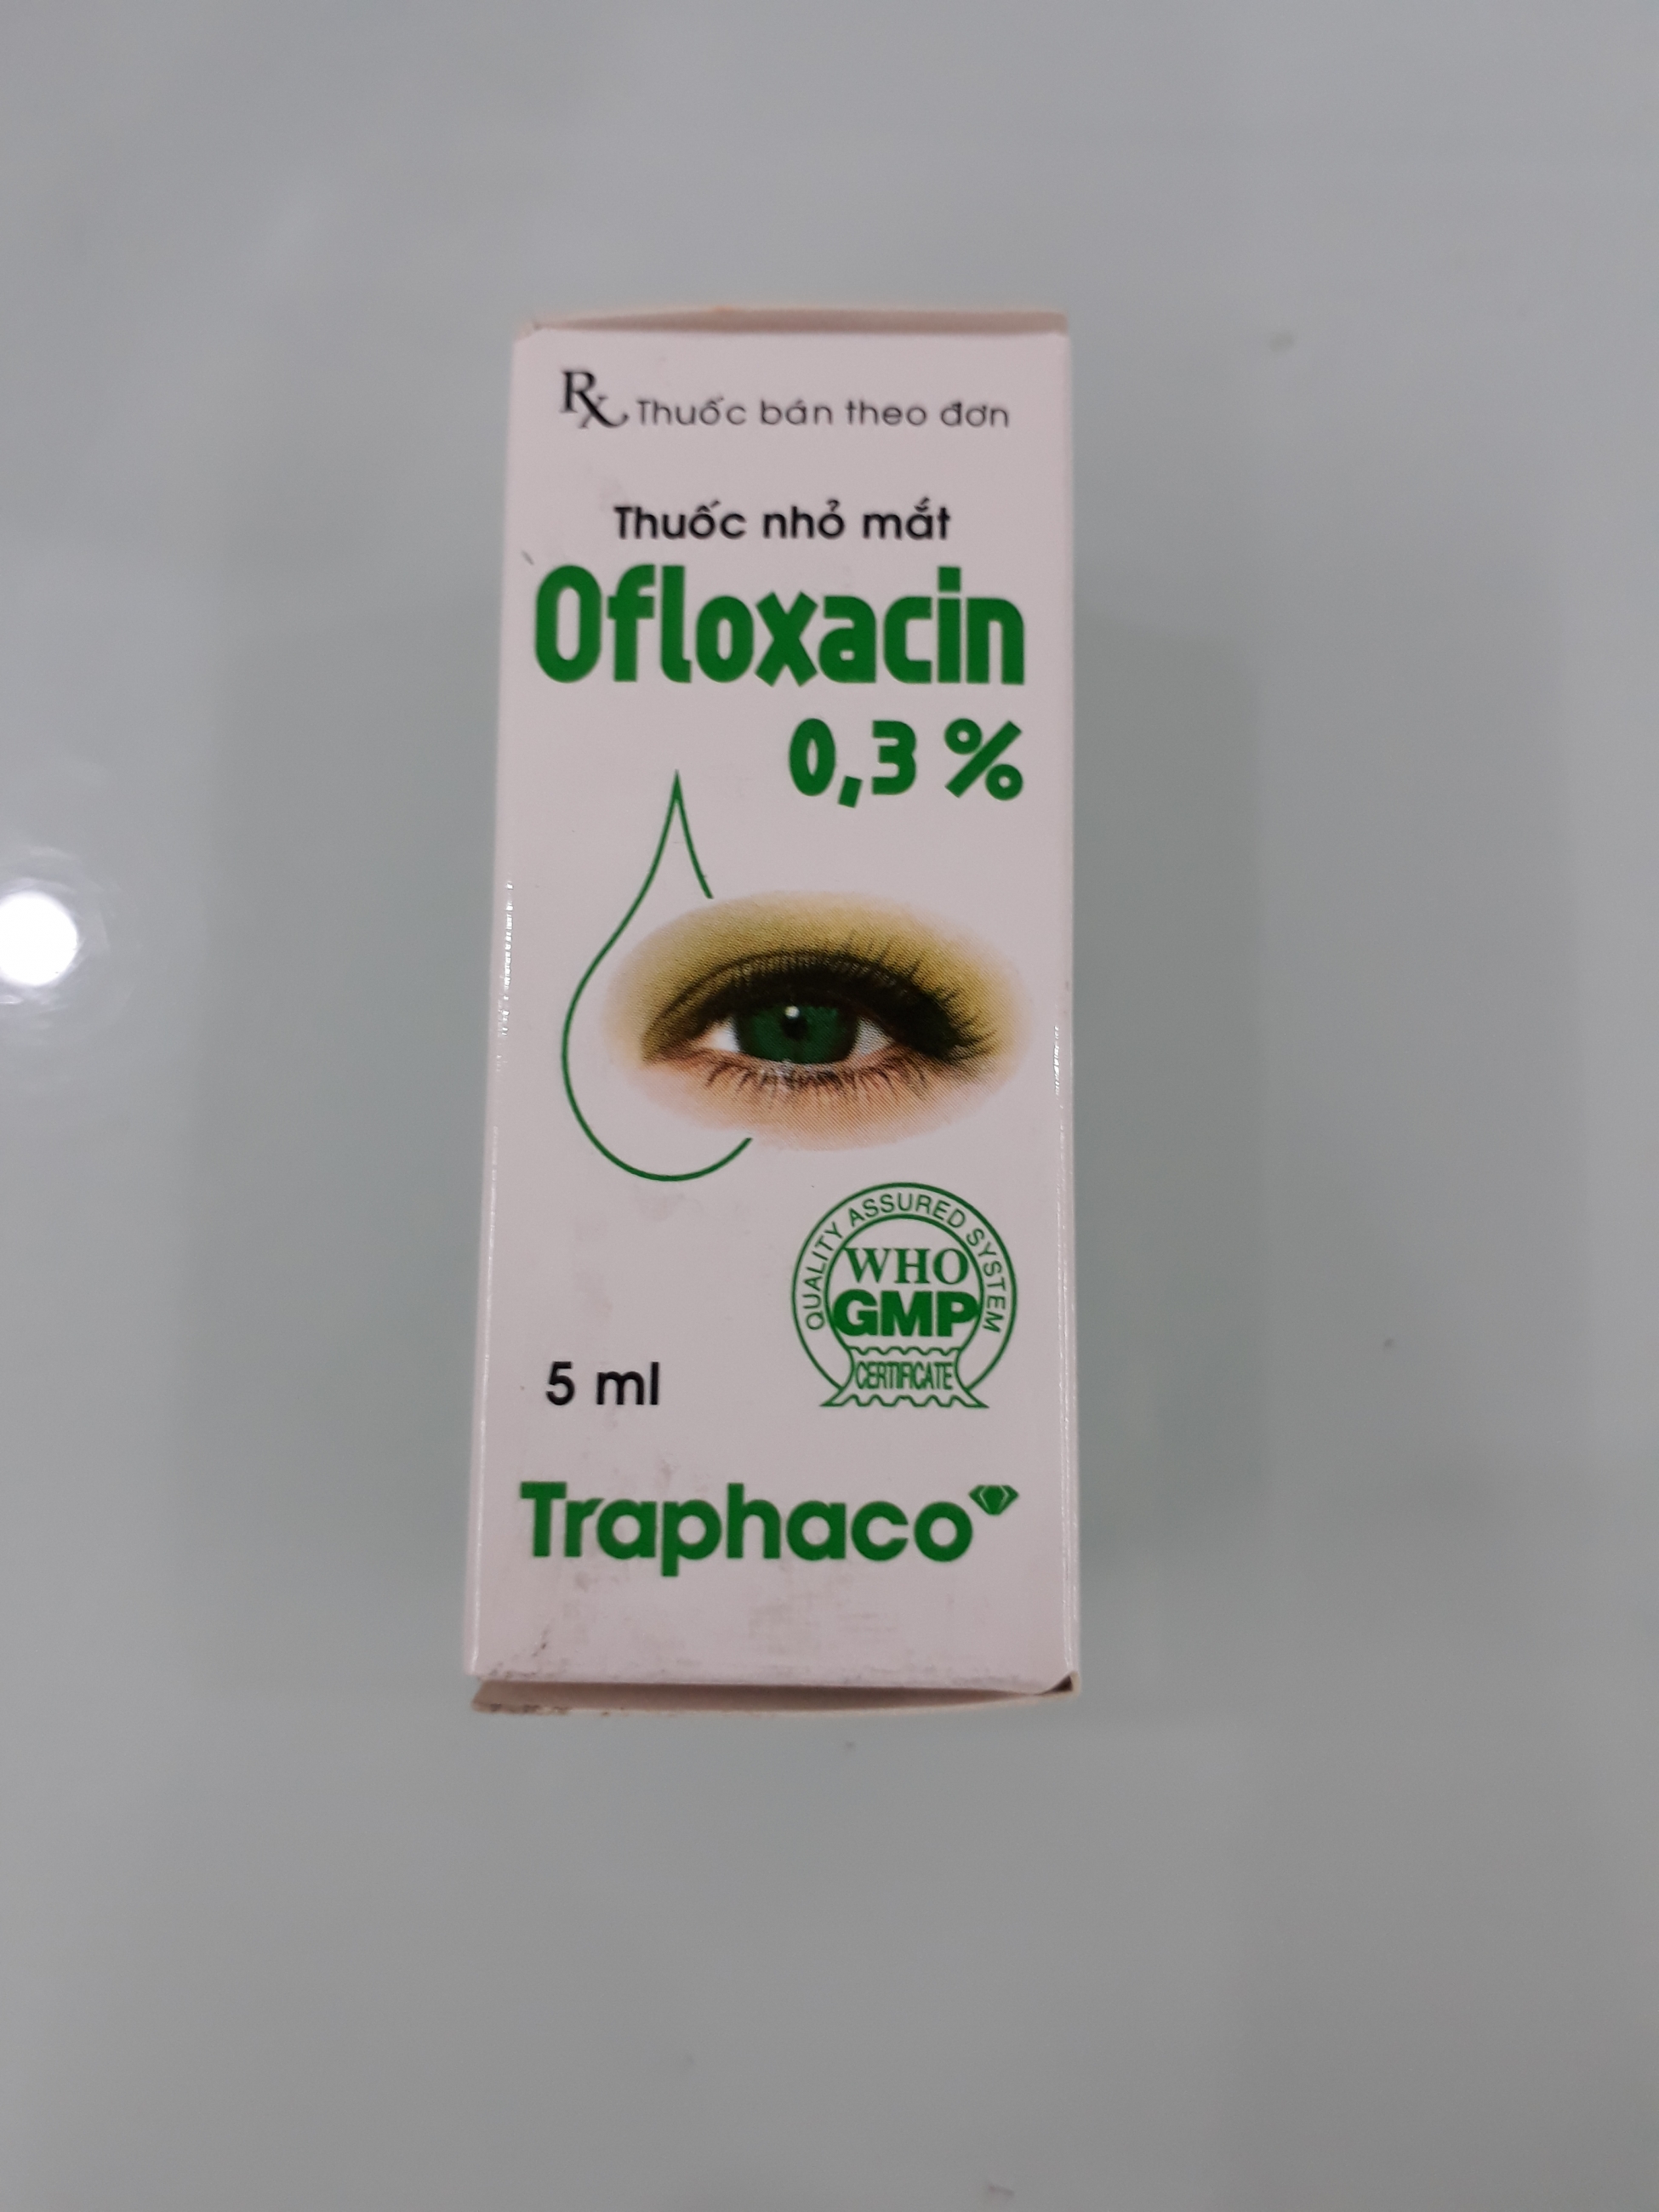 Rx Thuốc bán theo đơn
Thuốc nhỏ mắt
Ofloxacin
0,3 %
QUALITY ASSURED SYSTEM
WHO
GMP
CERTIFICATE
5 ml
Traphaco